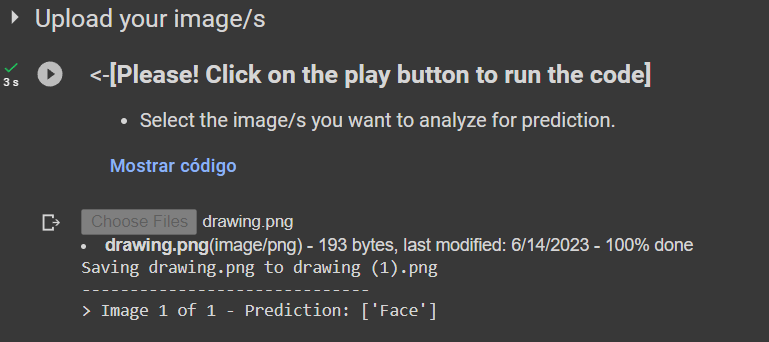 Upload your image/s
3 s
<-[Please! Click on the play button to run the code]
• Select the image/s you want to analyze for prediction.
Mostrar código
Choose Files drawing.png
• drawing.png(image/png) - 193 bytes, last modified: 6/14/2023 - 100% done
Saving drawing.png to drawing (1).png
------------------------------
> Image 1 of 1 - Prediction: ['Face']